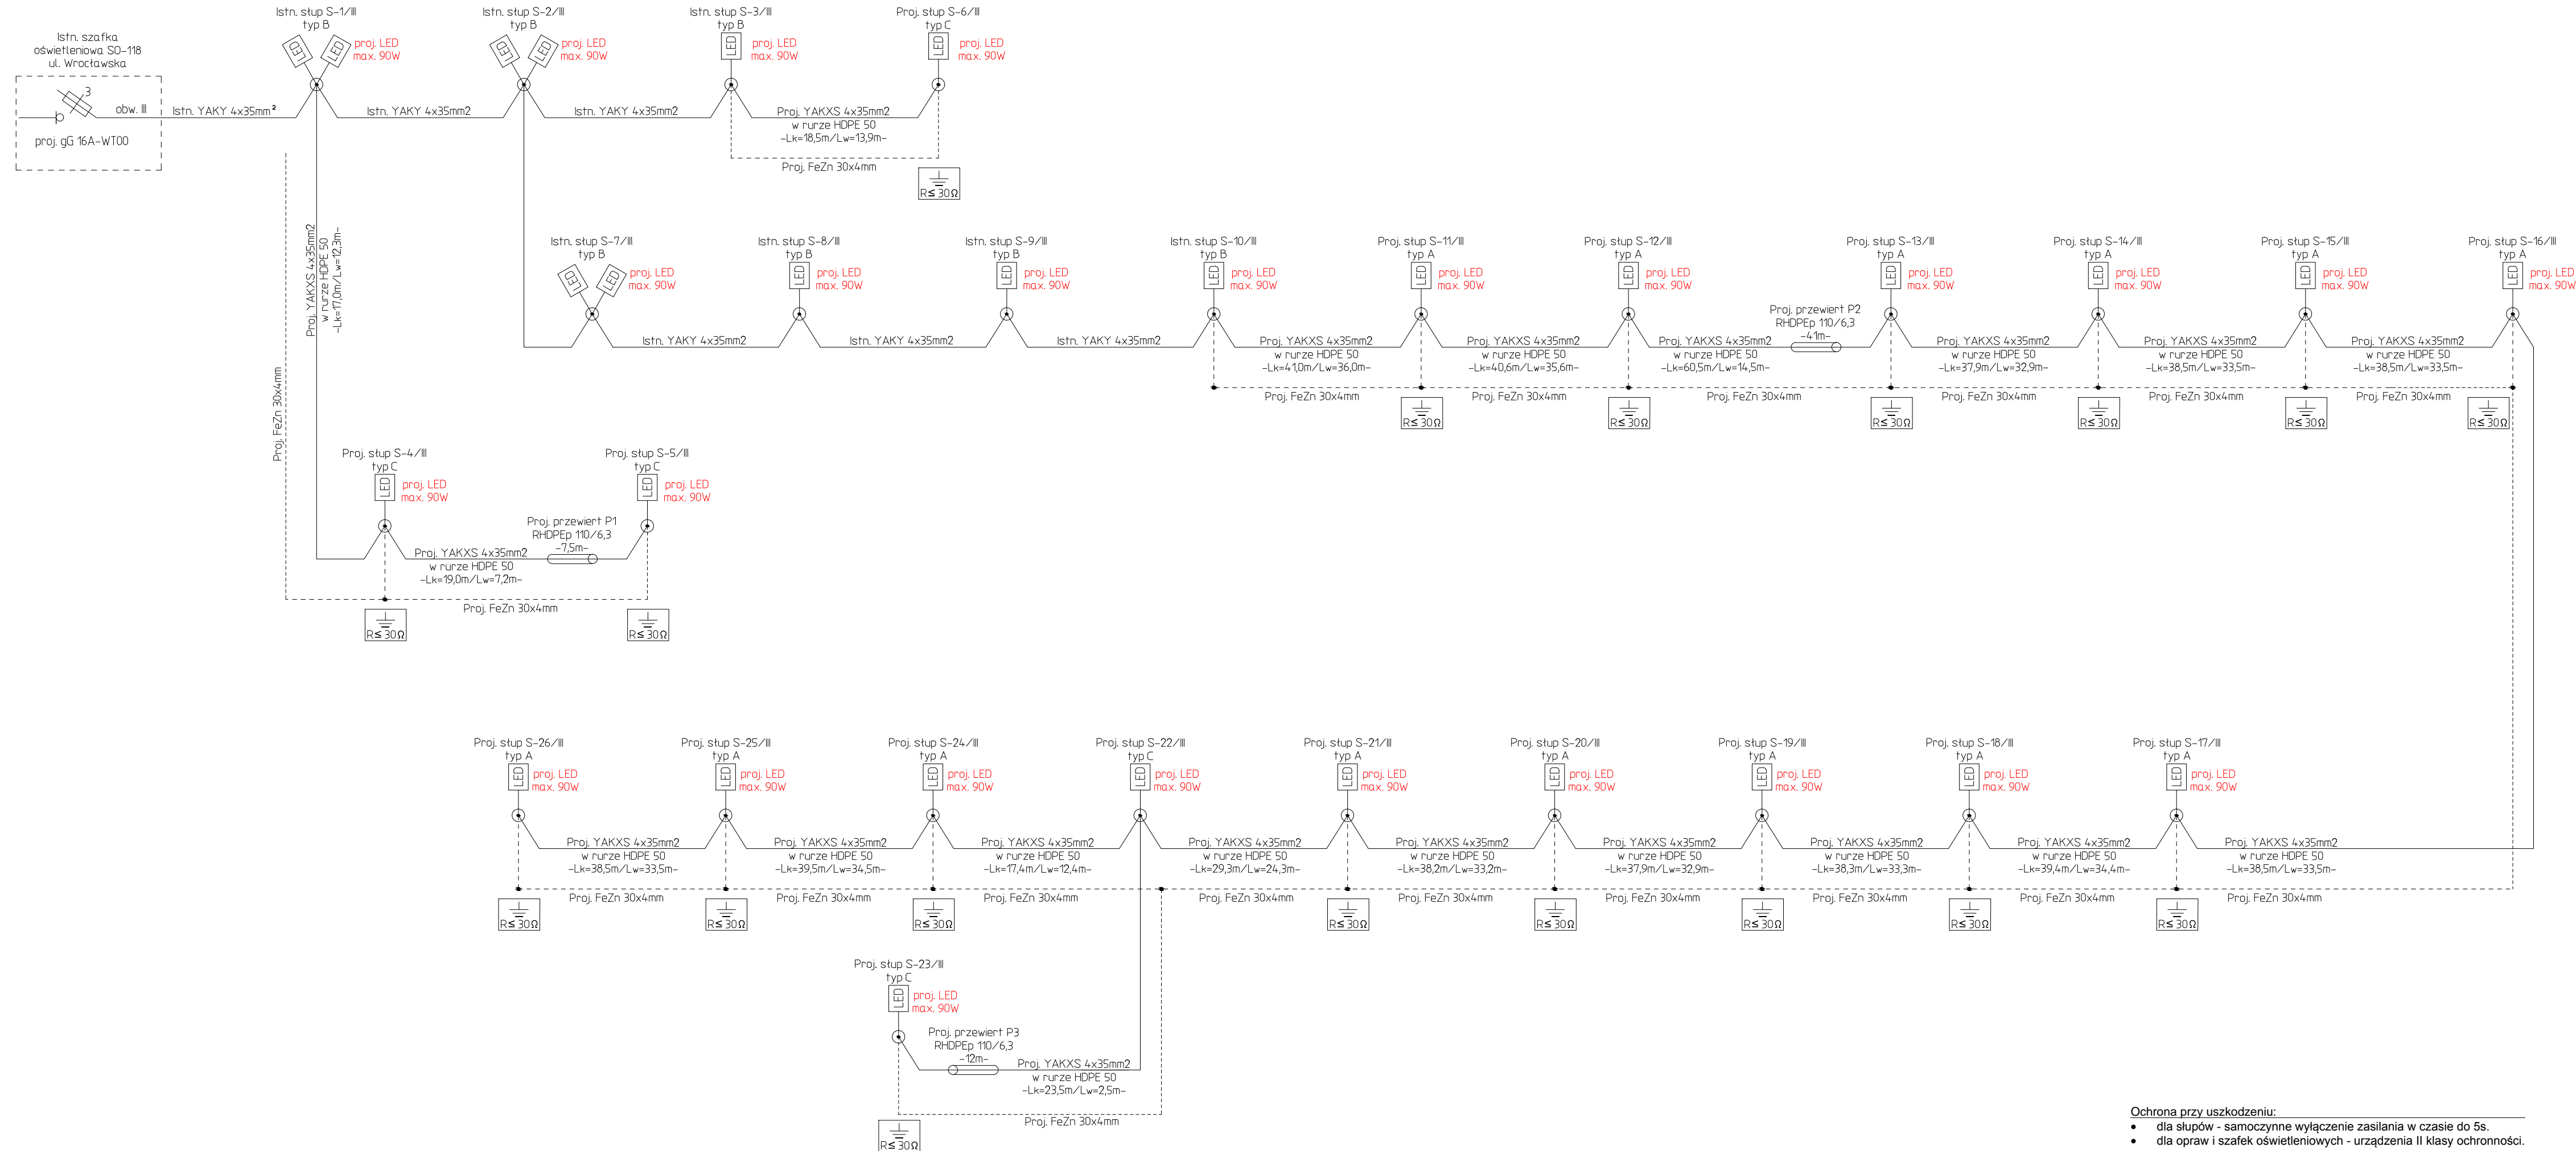 Istn. szafka
oświetleniowa SO-118
ul. Wrocławska
3
obw. III
proj. gG 16A-WT00
Istn. YAKY 4x35mm²
Istn. słup S-1/III
typ B
LED
LED
proj. LED
max. 90W
Istn. YAKY 4x35mm2
Istn. słup S-2/III
typ B
LED
LED
proj. LED
max. 90W
Istn. YAKY 4x35mm2
Istn. słup S-3/III
typ B
LED
proj. LED
max. 90W
Proj. YAKXS 4x35mm2
w rurze HDPE 50
-Lk=18,5m/Lw=13,9m-
Proj. FeZn 30x4mm
Proj. słup S-6/III
typ C
LED
proj. LED
max. 90W
R≤30Ω
Proj. YAKXS 4x35mm2
w rurze HDPE 50
-Lk=17,0m/Lw=12,3m-
Proj. FeZn 30x4mm
Istn. słup S-7/III
typ B
LED
LED
proj. LED
max. 90W
Istn. YAKY 4x35mm2
Istn. słup S-8/III
typ B
LED
proj. LED
max. 90W
Istn. YAKY 4x35mm2
Istn. słup S-9/III
typ B
LED
proj. LED
max. 90W
Istn. YAKY 4x35mm2
Istn. słup S-10/III
typ B
LED
proj. LED
max. 90W
Proj. YAKXS 4x35mm2
w rurze HDPE 50
-Lk=41,0m/Lw=36,0m-
Proj. FeZn 30x4mm
Proj. słup S-11/III
typ A
LED
proj. LED
max. 90W
R≤30Ω
Proj. YAKXS 4x35mm2
w rurze HDPE 50
-Lk=40,6m/Lw=35,6m-
Proj. FeZn 30x4mm
Proj. słup S-12/III
typ A
LED
proj. LED
max. 90W
R≤30Ω
Proj. YAKXS 4x35mm2
w rurze HDPE 50
-Lk=60,5m/Lw=14,5m-
Proj. FeZn 30x4mm
Proj. przewiert P2
RHDPEp 110/6,3
-41m-
Proj. słup S-13/III
typ A
LED
proj. LED
max. 90W
R≤30Ω
Proj. YAKXS 4x35mm2
w rurze HDPE 50
-Lk=37,9m/Lw=32,9m-
Proj. FeZn 30x4mm
Proj. słup S-14/III
typ A
LED
proj. LED
max. 90W
R≤30Ω
Proj. YAKXS 4x35mm2
w rurze HDPE 50
-Lk=38,5m/Lw=33,5m-
Proj. FeZn 30x4mm
Proj. słup S-15/III
typ A
LED
proj. LED
max. 90W
R≤30Ω
Proj. YAKXS 4x35mm2
w rurze HDPE 50
-Lk=38,5m/Lw=33,5m-
Proj. FeZn 30x4mm
Proj. słup S-16/III
typ A
LED
proj. LED
max. 90W
R≤30Ω
Proj. słup S-4/III
typ C
LED
proj. LED
max. 90W
R≤30Ω
Proj. YAKXS 4x35mm2
w rurze HDPE 50
-Lk=19,0m/Lw=7,2m-
Proj. FeZn 30x4mm
Proj. przewiert P1
RHDPEp 110/6,3
-7,5m-
Proj. słup S-5/III
typ C
LED
proj. LED
max. 90W
R≤30Ω
Proj. słup S-26/III
typ A
LED
proj. LED
max. 90W
R≤30Ω
Proj. YAKXS 4x35mm2
w rurze HDPE 50
-Lk=38,5m/Lw=33,5m-
Proj. FeZn 30x4mm
Proj. słup S-25/III
typ A
LED
proj. LED
max. 90W
R≤30Ω
Proj. YAKXS 4x35mm2
w rurze HDPE 50
-Lk=39,5m/Lw=34,5m-
Proj. FeZn 30x4mm
Proj. słup S-24/III
typ A
LED
proj. LED
max. 90W
R≤30Ω
Proj. YAKXS 4x35mm2
w rurze HDPE 50
-Lk=17,4m/Lw=12,4m-
Proj. FeZn 30x4mm
Proj. słup S-22/III
typ C
LED
proj. LED
max. 90W
Proj. YAKXS 4x35mm2
w rurze HDPE 50
-Lk=29,3m/Lw=24,3m-
Proj. FeZn 30x4mm
Proj. słup S-21/III
typ A
LED
proj. LED
max. 90W
R≤30Ω
Proj. YAKXS 4x35mm2
w rurze HDPE 50
-Lk=38,2m/Lw=33,2m-
Proj. FeZn 30x4mm
Proj. słup S-20/III
typ A
LED
proj. LED
max. 90W
R≤30Ω
Proj. YAKXS 4x35mm2
w rurze HDPE 50
-Lk=37,9m/Lw=32,9m-
Proj. FeZn 30x4mm
Proj. słup S-19/III
typ A
LED
proj. LED
max. 90W
R≤30Ω
Proj. YAKXS 4x35mm2
w rurze HDPE 50
-Lk=38,3m/Lw=33,3m-
Proj. FeZn 30x4mm
Proj. słup S-18/III
typ A
LED
proj. LED
max. 90W
R≤30Ω
Proj. YAKXS 4x35mm2
w rurze HDPE 50
-Lk=39,4m/Lw=34,4m-
Proj. FeZn 30x4mm
Proj. słup S-17/III
typ A
LED
proj. LED
max. 90W
R≤30Ω
Proj. YAKXS 4x35mm2
w rurze HDPE 50
-Lk=38,5m/Lw=33,5m-
Proj. FeZn 30x4mm
Proj. słup S-23/III
typ C
LED
proj. LED
max. 90W
Proj. przewiert P3
RHDPEp 110/6,3
-12m-
Proj. YAKXS 4x35mm2
w rurze HDPE 50
-Lk=23,5m/Lw=2,5m-
Proj. FeZn 30x4mm
R≤30Ω
Ochrona przy uszkodzeniu:
• dla słupów - samoczynne wyłączenie zasilania w czasie do 5s.
• dla opraw i szafek oświetleniowych - urządzenia II klasy ochronności.